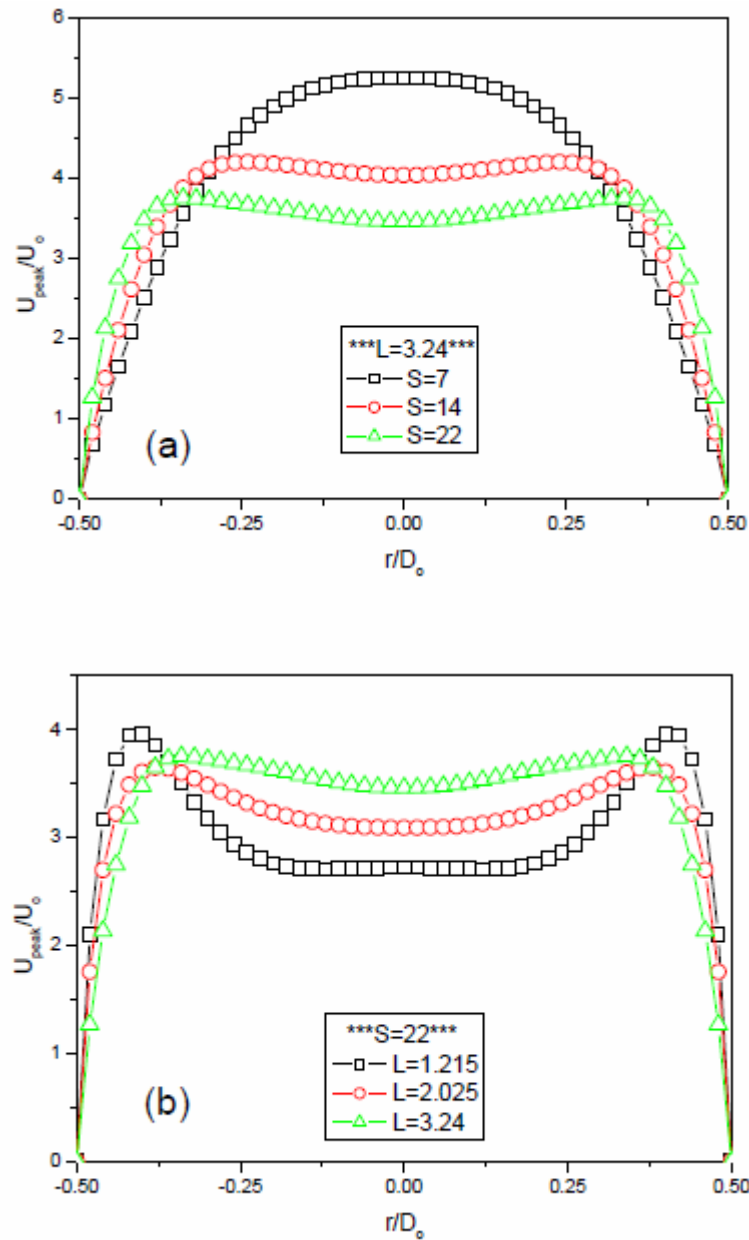 6
5
4
3
2
1
0
U_peak/U_o
***L=3.24***
S=7
S=14
S=22
(a)
-0.50 -0.25 0.00 0.25 0.50
r/D_o
4
3
2
1
0
U_peak/U_o
***S=22***
L=1.215
L=2.025
L=3.24
(b)
-0.50 -0.25 0.00 0.25 0.50
r/D_o